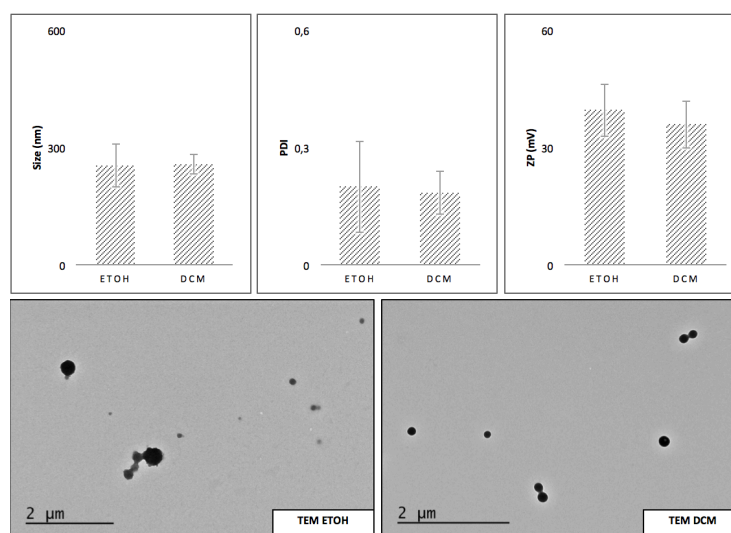 600
300
0
Size (nm)
ETOH DCM
0,6
0,3
0
PDI
ETOH DCM
60
30
0
ZP (mV)
ETOH DCM
2 μm
TEM ETOH
2 μm
TEM DCM